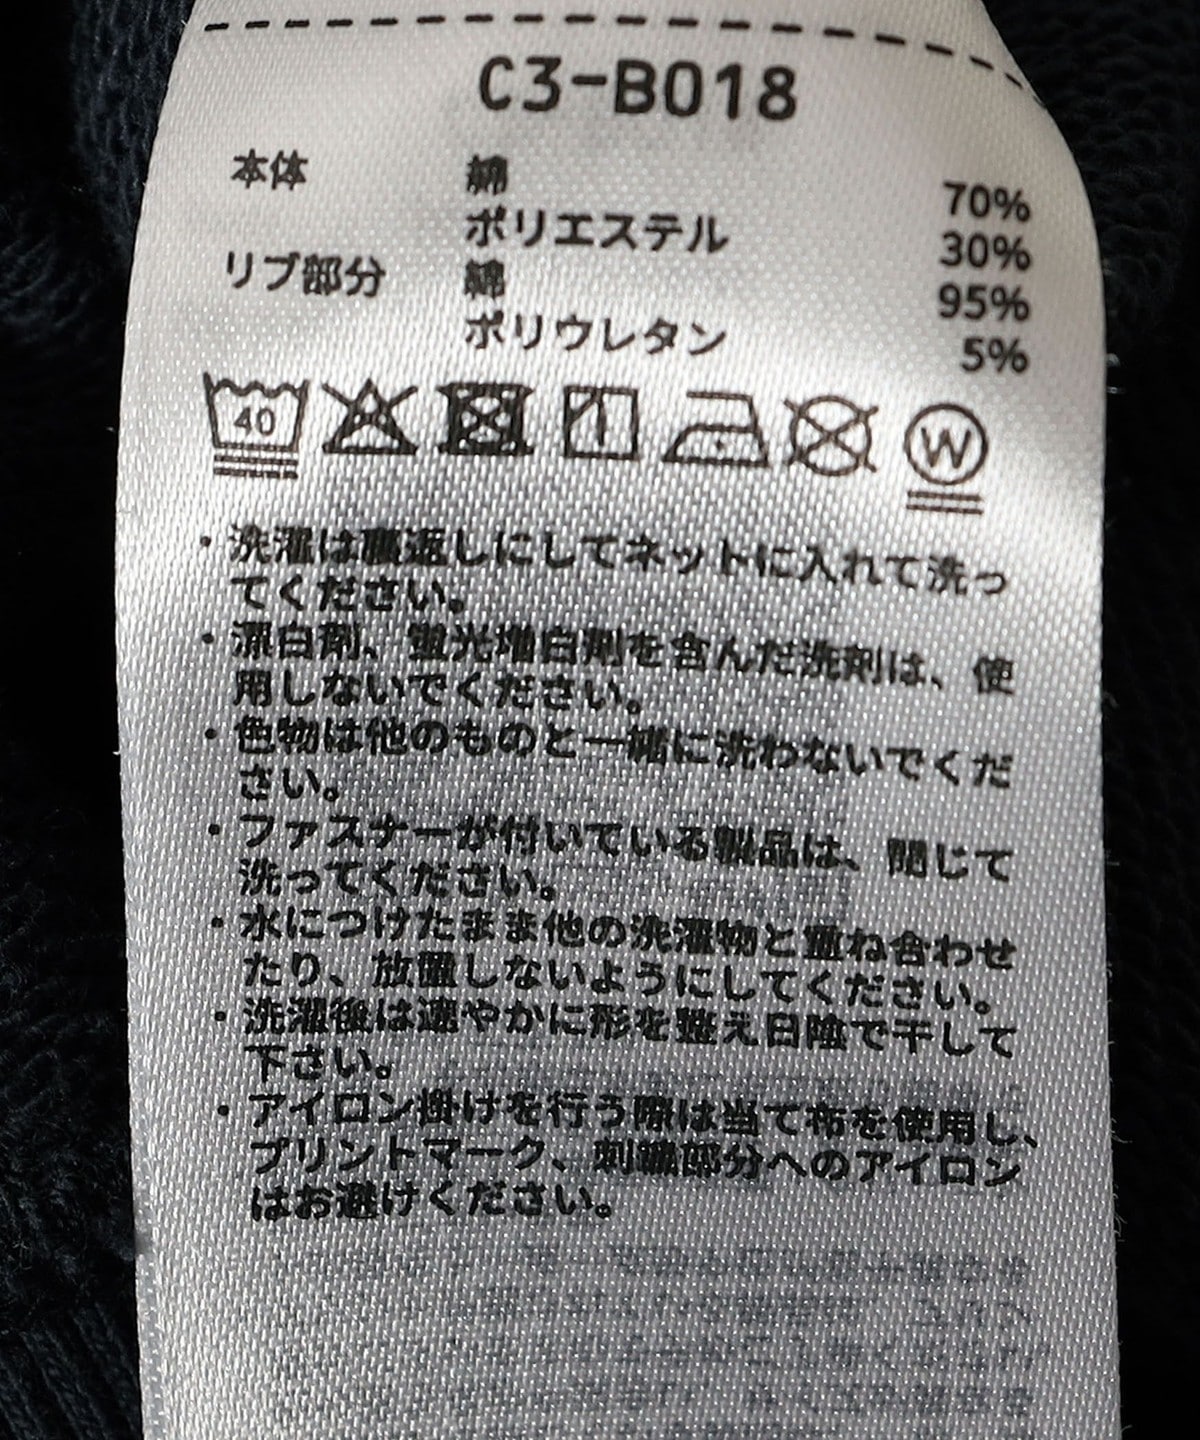 C3-B018
本体 綿 70%
ポリエステル 30%
リブ部分 綿 95%
ポリウレタン 5%
40 W
・洗濯は裏返しにしてネットに入れて洗っ
てください。
・漂白剤、蛍光増白剤を含んだ洗剤は、使
用しないでください。
・色物は他のものと一緒に洗わないでくだ
さい。
・ファスナーが付いている製品は、閉じて
洗ってください。
・水につけたまま他の洗濯物と重ね合わせ
たり、放置しないようにしてください。
・洗濯後は速やかに形を整え日陰で干して
下さい。
・アイロン掛けを行う際は当て布を使用し、
プリントマーク、刺繍部分へのアイロン
はお避けください。